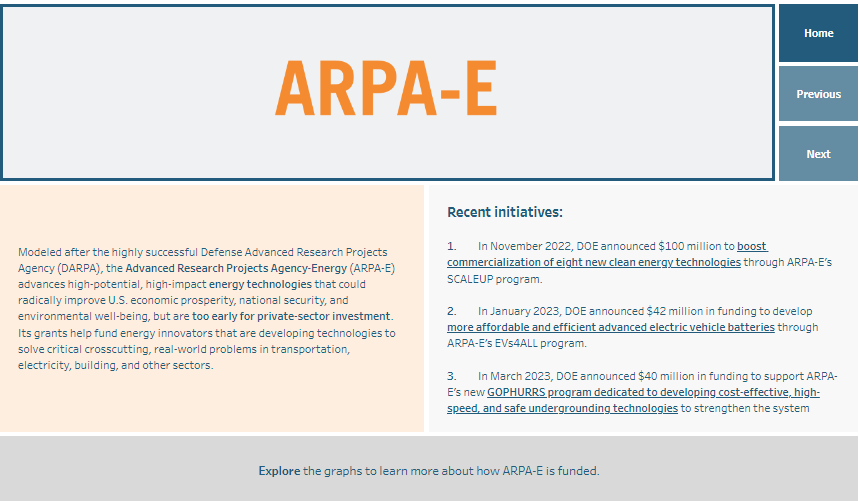 ARPA-E
Home
Previous
Next
Modeled after the highly successful Defense Advanced Research Projects
Agency (DARPA), the Advanced Research Projects Agency-Energy (ARPA-E)
advances high-potential, high-impact energy technologies that could
radically improve U.S. economic prosperity, national security, and
environmental well-being, but are too early for private-sector investment.
Its grants help fund energy innovators that are developing technologies to
solve critical crosscutting, real-world problems in transportation,
electricity, building, and other sectors.
Recent initiatives:
1. In November 2022, DOE announced $100 million to boost
commercialization of eight new clean energy technologies through ARPA-E's
SCALEUP program.
2. In January 2023, DOE announced $42 million in funding to develop
more affordable and efficient advanced electric vehicle batteries through
ARPA-E's EVs4ALL program.
3. In March 2023, DOE announced $40 million in funding to support ARPA-
E's new GOPHURRS program dedicated to developing cost-effective, high-
speed, and safe undergrounding technologies to strengthen the system
Explore the graphs to learn more about how ARPA-E is funded.